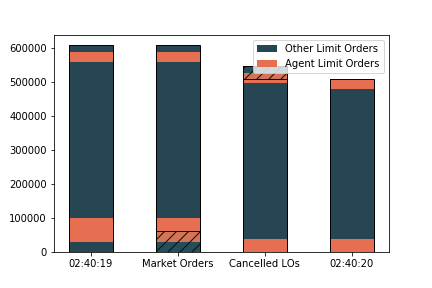 600000
500000
400000
300000
200000
100000
0
Other Limit Orders
Agent Limit Orders
02:40:19 Market Orders Cancelled LOs 02:40:20